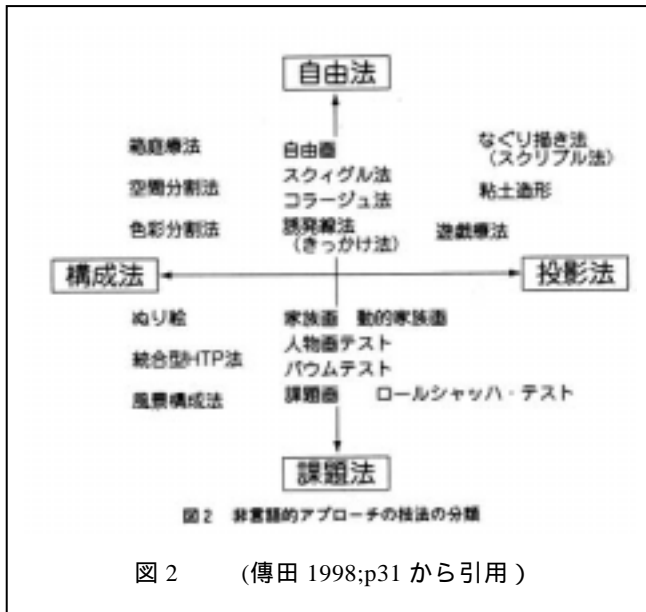 自由法
箱庭療法
空間分割法
色彩分割法
自由画
スクィグル法
コラージュ法
誘発線法
(きっかけ法)
なぐり描き法
(スクリブル法)
粘土造形
遊戯療法
構成法
投影法
ぬり絵
統合型HTP法
風景構成法
家族画 動的家族画
人物画テスト
バウムテスト
課題画 ロールシャッハ・テスト
課題法
図2 非言語的アプローチの技法の分類
図2 (傳田 1998;p31 から引用)